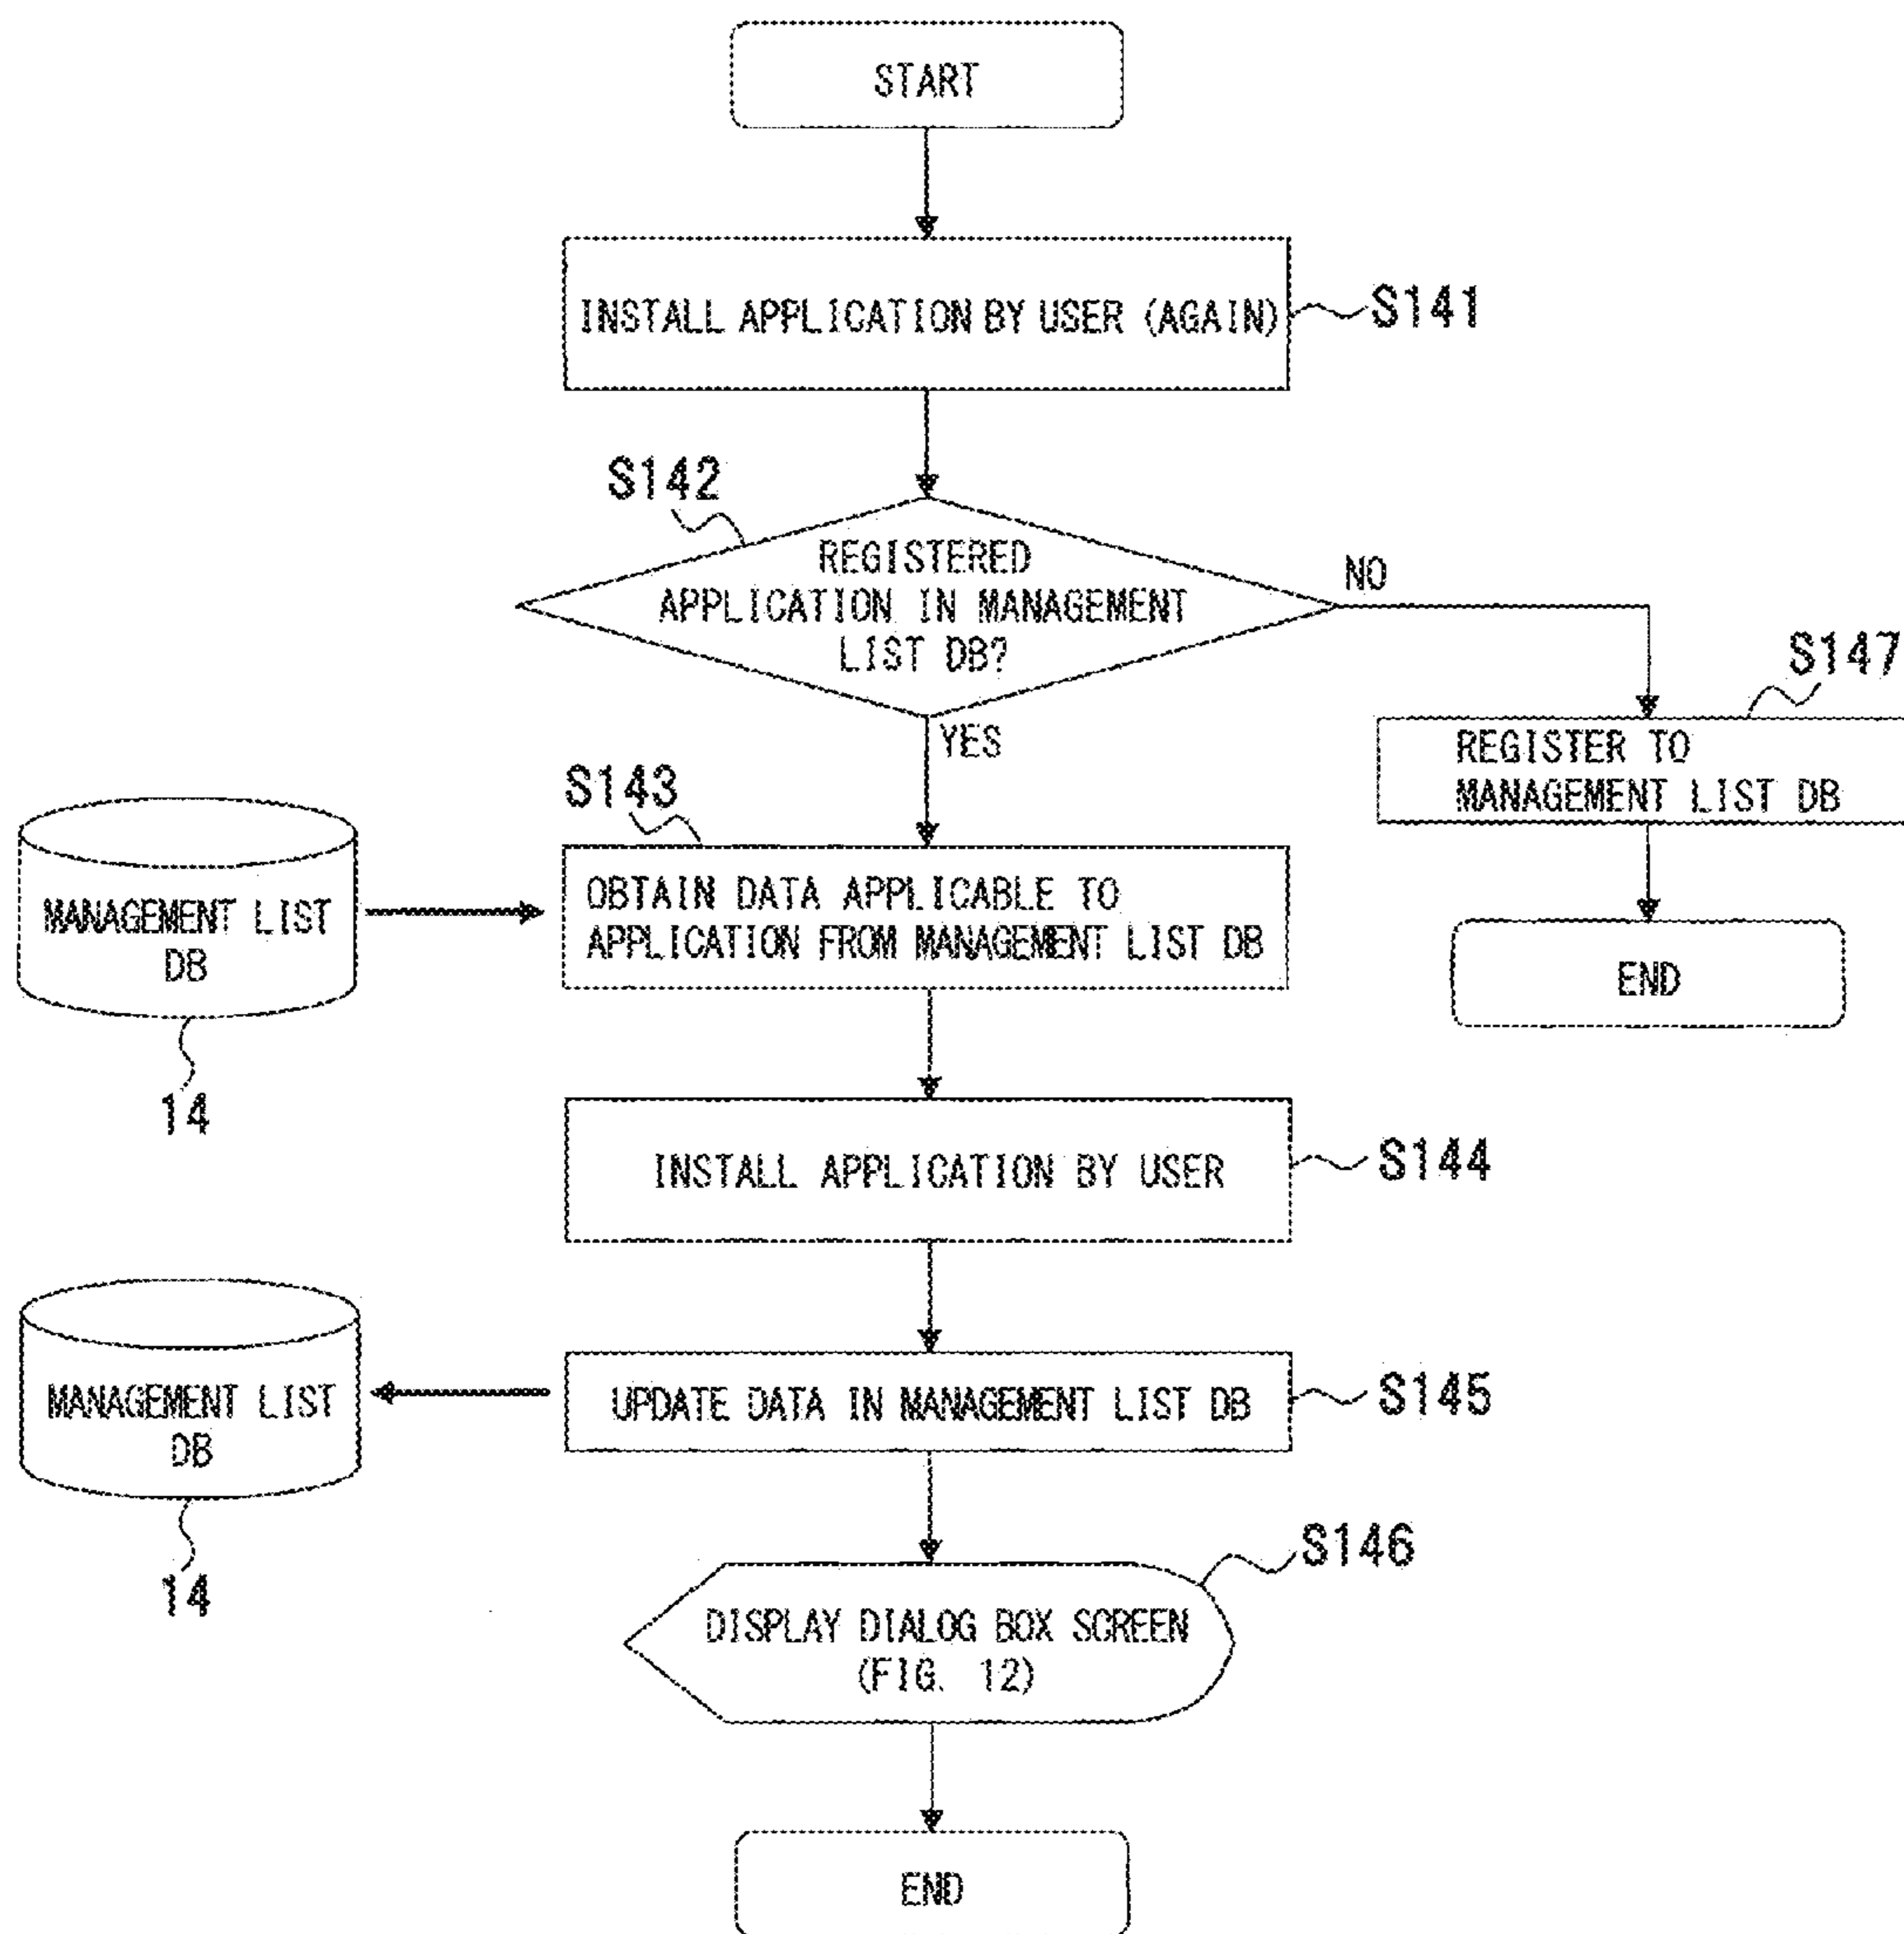 START
INSTALL APPLICATION BY USER (AGAIN)
S141
S142
REGISTERED
APPLICATION IN MANAGEMENT
LIST DB?
NO
YES
S147
REGISTER TO
MANAGEMENT LIST DB
END
S143
MANAGEMENT LIST
DB
14
OBTAIN DATA APPLICABLE TO
APPLICATION FROM MANAGEMENT LIST DB
INSTALL APPLICATION BY USER
S144
MANAGEMENT LIST
DB
14
UPDATE DATA IN MANAGEMENT LIST DB
S145
S146
DISPLAY DIALOG BOX SCREEN
(FIG. 12)
END